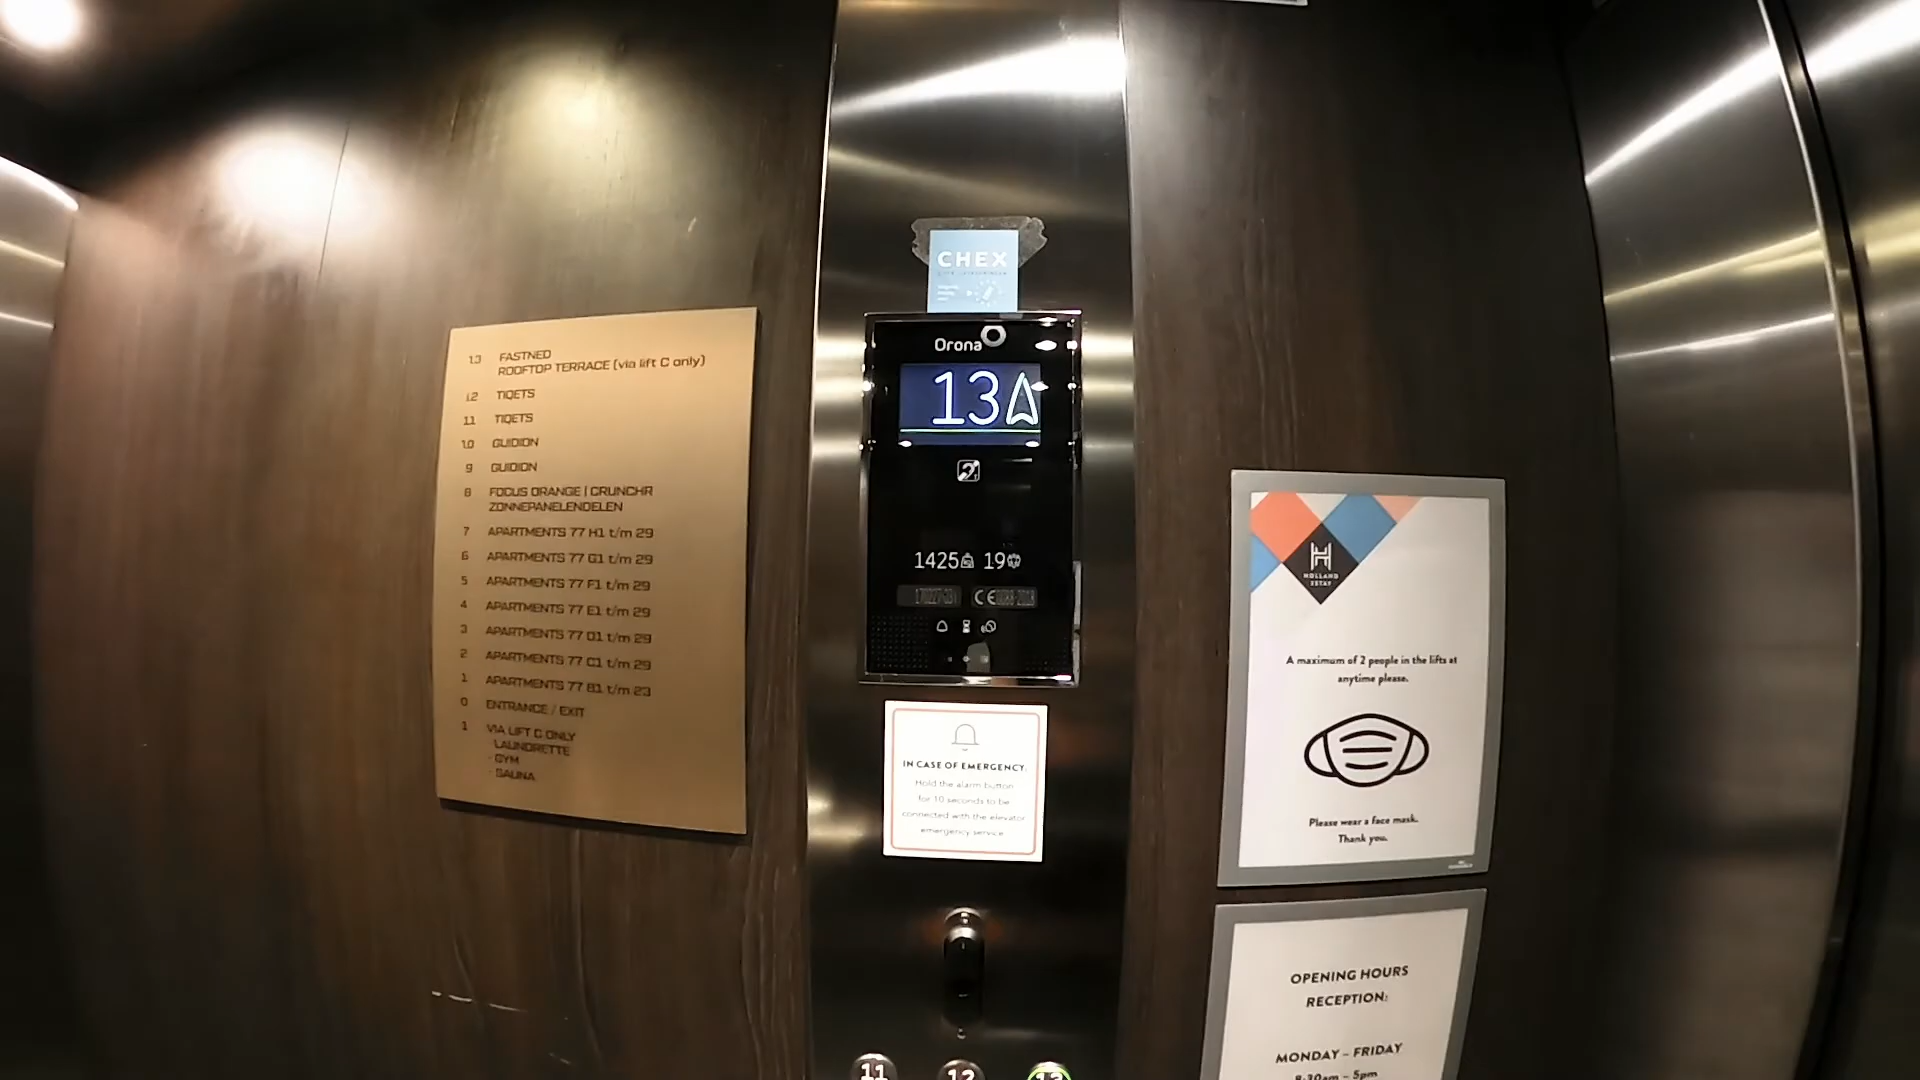 13 FASTNED
ROOFTOP TERRACE (via lift C only)
12 TIQETS
11 TIQETS
10 GUIDION
9 GUIDION
8 FOCUS ORANGE | CRUNCHR
ZONNEPANELENDELEN
7 APARTMENTS 77 H1 t/m 29
6 APARTMENTS 77 G1 t/m 29
5 APARTMENTS 77 F1 t/m 29
4 APARTMENTS 77 E1 t/m 29
3 APARTMENTS 77 D1 t/m 29
2 APARTMENTS 77 C1 t/m 29
1 APARTMENTS 77 B1 t/m 23
0 ENTRANCE / EXIT
1 VIA LIFT C ONLY
LAUNDRETTE
- GYM
- SAUNA
CHEX
Orona
13
1425 KG 19
CE
IN CASE OF EMERGENCY:
Hold the alarm button
for 10 seconds to be
connected with the elevator
emergency service
11 12 13
H
HOLLAND
2STAY
A maximum of 2 people in the lifts at
anytime please.
Please wear a face mask.
Thank you.
OPENING HOURS
RECEPTION:
MONDAY – FRIDAY
8:30am – 5pm